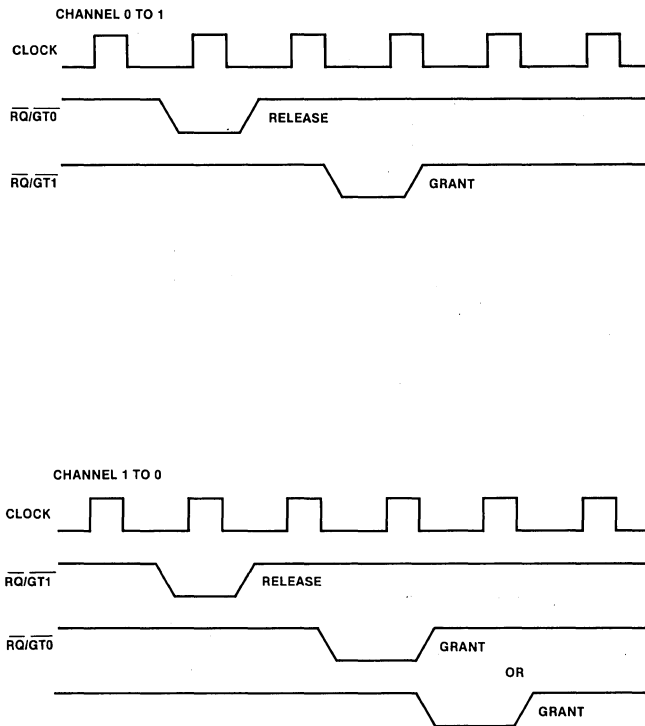 CHANNEL 0 TO 1
CLOCK
RQ/GT0
RELEASE
RQ/GT1
GRANT
CHANNEL 1 TO 0
CLOCK
RQ/GT1
RELEASE
RQ/GT0
GRANT
OR
GRANT